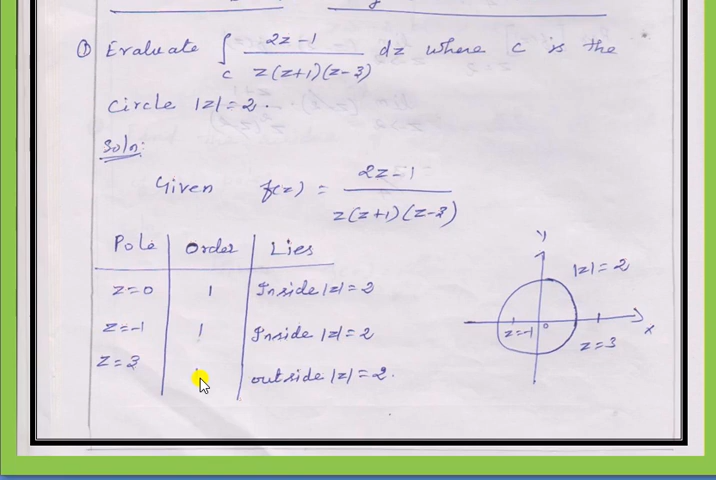 ① Evaluate ∫c (2z-1)/(z(z+1)(z-3)) dz where c is the
circle |z|=2.
Soln:
Given f(z) = (2z-1)/(z(z+1)(z-3))
Pole Order Lies
z=0 1 Inside |z|=2
z=-1 1 Inside |z|=2
z=3 outside |z|=2.
y
|z|=2
z=-1 0 x
z=3